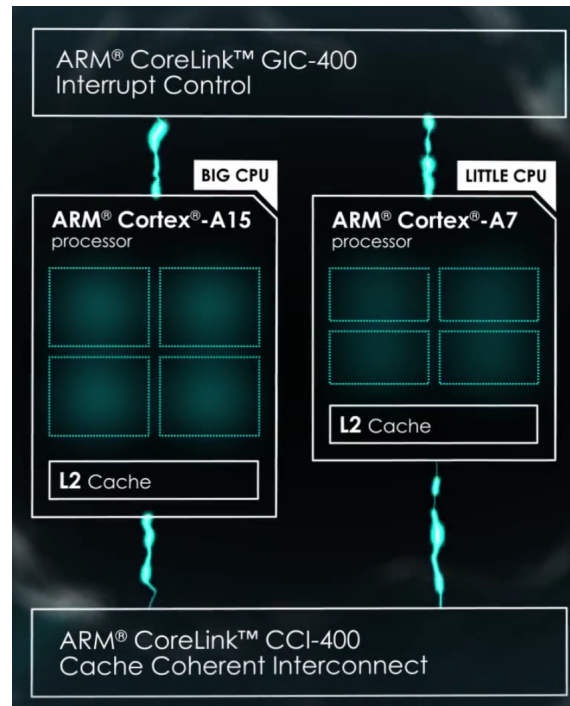 ARM® CoreLink™ GIC-400
Interrupt Control
BIG CPU
ARM® Cortex®-A15
processor
L2 Cache
LITTLE CPU
ARM® Cortex®-A7
processor
L2 Cache
ARM® CoreLink™ CCI-400
Cache Coherent Interconnect